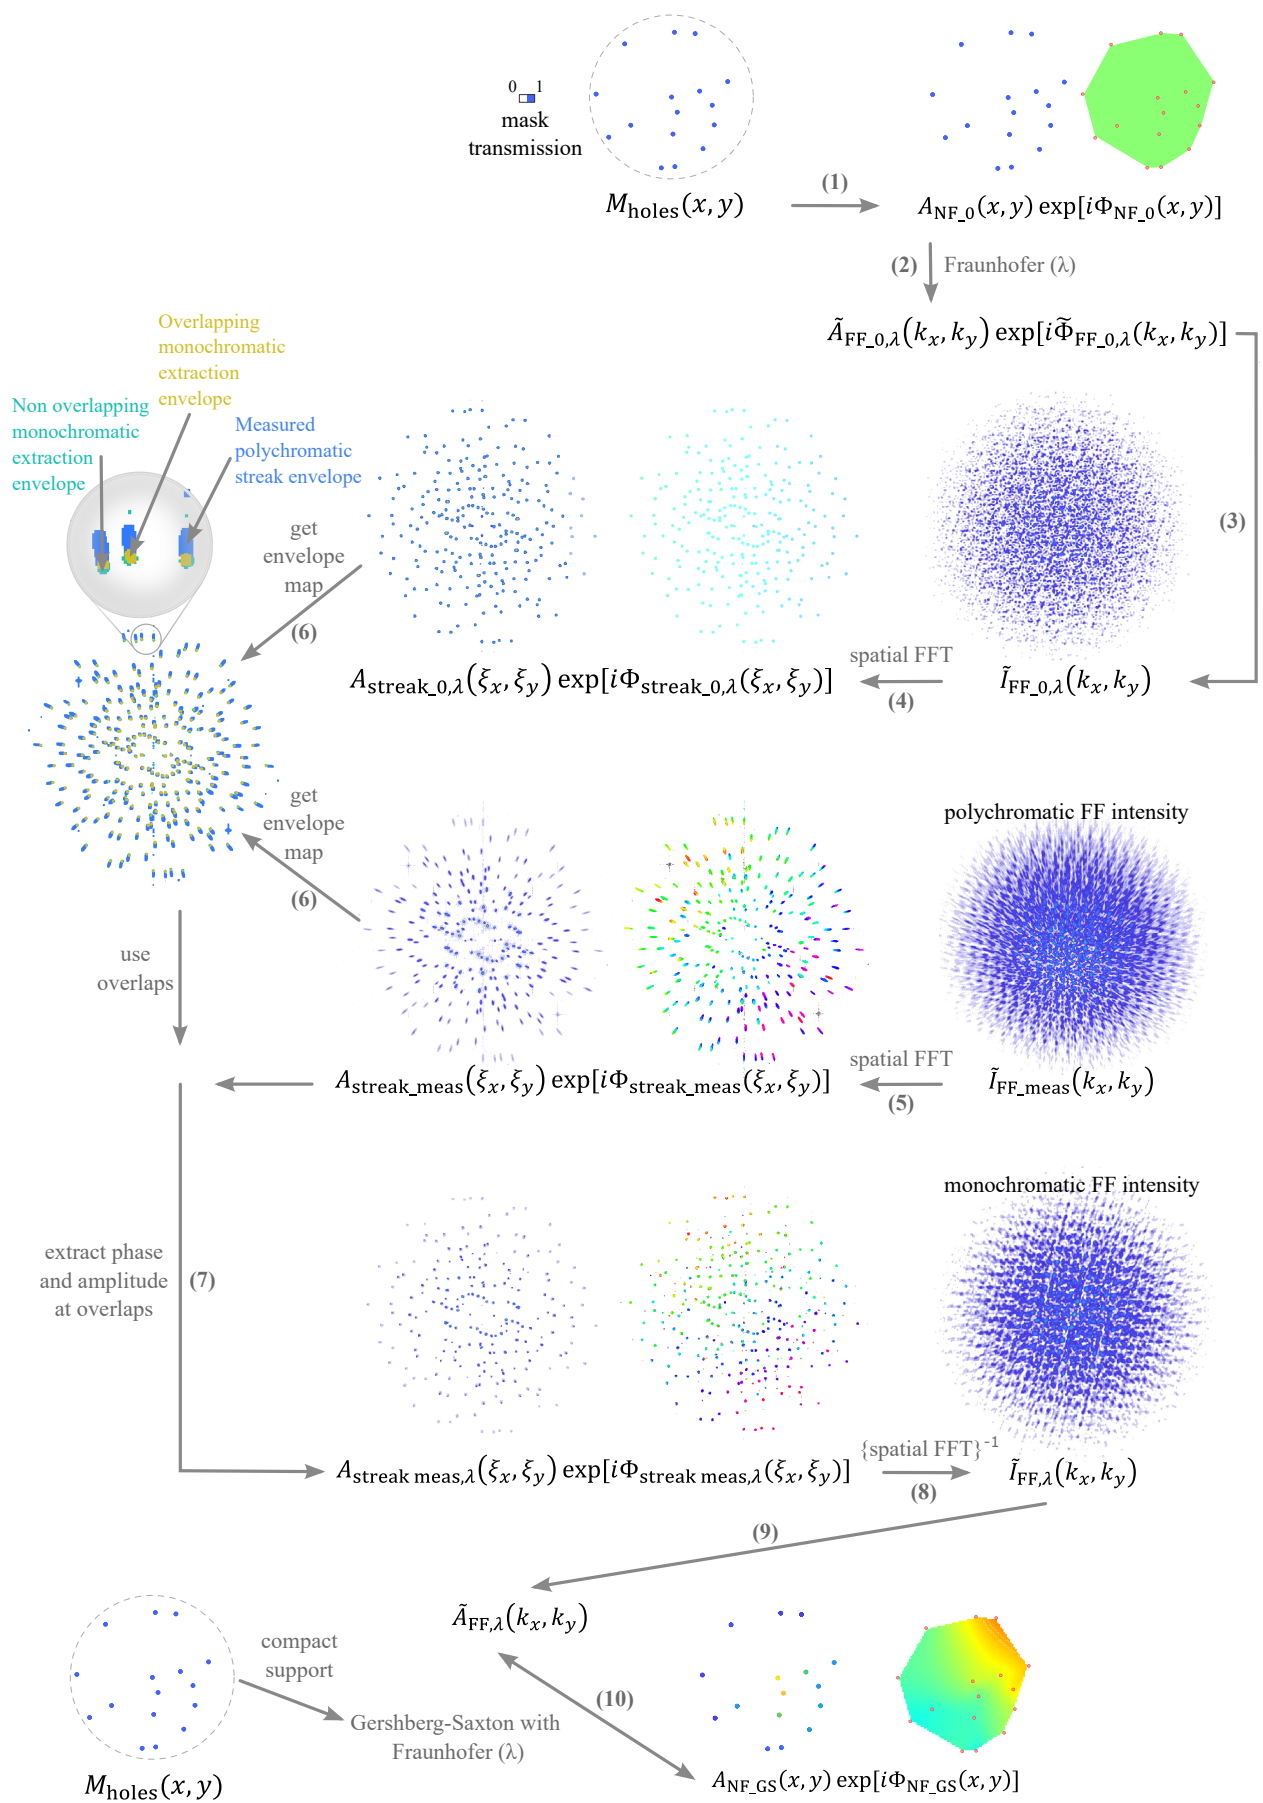 0 1
mask
transmission
M_holes(x, y)
(1)
A_NF_0(x, y) exp[iΦ_NF_0(x, y)]
(2)
Fraunhofer (λ)
Ã_FF_0,λ(k_x, k_y) exp[iΦ̃_FF_0,λ(k_x, k_y)]
Overlapping
monochromatic
extraction
envelope
Non overlapping
monochromatic
extraction
envelope
Measured
polychromatic
streak envelope
get
envelope
map
(6)
(3)
A_streak_0,λ(ξ_x, ξ_y) exp[iΦ_streak_0,λ(ξ_x, ξ_y)]
spatial FFT
(4)
Ĩ_FF_0,λ(k_x, k_y)
get
envelope
map
(6)
polychromatic FF intensity
use
overlaps
A_streak_meas(ξ_x, ξ_y) exp[iΦ_streak_meas(ξ_x, ξ_y)]
spatial FFT
(5)
Ĩ_FF_meas(k_x, k_y)
monochromatic FF intensity
extract phase
and amplitude
at overlaps
(7)
A_streak meas,λ(ξ_x, ξ_y) exp[iΦ_streak meas,λ(ξ_x, ξ_y)]
{spatial FFT}⁻¹
(8)
Ĩ_FF,λ(k_x, k_y)
(9)
Ã_FF,λ(k_x, k_y)
compact
support
(10)
Gershberg-Saxton with
Fraunhofer (λ)
M_holes(x, y)
A_NF_GS(x, y) exp[iΦ_NF_GS(x, y)]